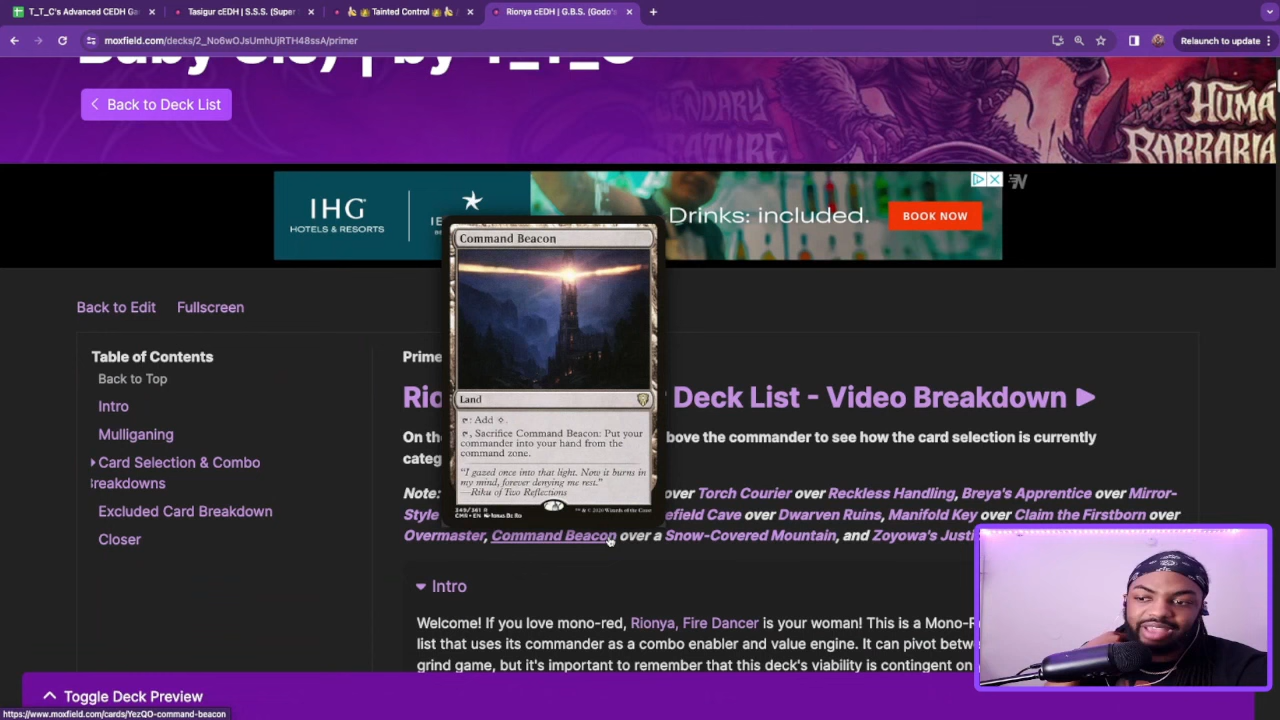 T_T_C's Advanced CEDH Ga
Tasigur cEDH | S.S.S. (Super
Tainted Control
Rionya cEDH | G.B.S. (Godo's
moxfield.com/decks/2_No6wOJsUmhUjRTH48ssA/primer
Relaunch to update
Back to Deck List
LEGENDARY
CREATURE
HUMA
BARBARIA
IHG
HOTELS & RESORTS
Drinks: included.
BOOK NOW
Command Beacon
Land
: Add
, Sacrifice Command Beacon: Put your
commander into your hand from the
command zone.
"I gazed once into that light. Now it burns in
my mind, forever denying me rest."
—Riku of Two Reflections
349/361 R
Back to Edit
Fullscreen
Table of Contents
Back to Top
Intro
Mulliganing
Card Selection & Combo
Breakdowns
Excluded Card Breakdown
Closer
Prime
Rio
Deck List - Video Breakdown
On th
bove the commander to see how the card selection is currently
categ
Note:
over Torch Courier over Reckless Handling, Breya's Apprentice over Mirror-
Style
efield Cave over Dwarven Ruins, Manifold Key over Claim the Firstborn over
Overmaster, Command Beacon over a Snow-Covered Mountain, and Zoyowa's Justi
Intro
Welcome! If you love mono-red, Rionya, Fire Dancer is your woman! This is a Mono-R
list that uses its commander as a combo enabler and value engine. It can pivot betw
grind game, but it's important to remember that this deck's viability is contingent on
Toggle Deck Preview
https://www.moxfield.com/cards/YezQO-command-beacon